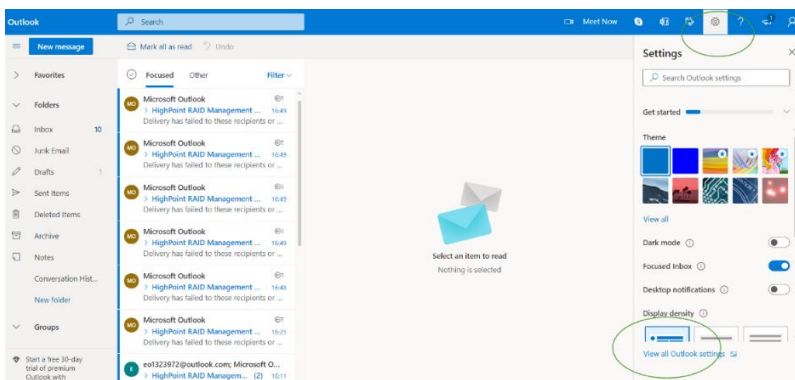 Outlook
Search
Meet Now
New message
Mark all as read
Undo
Favorites
Folders
Inbox 10
Junk Email
Drafts 1
Sent Items
Deleted Items
Archive
Notes
Conversation Hist...
New folder
Groups
Start a free 30-day
trial of premium
Outlook with
Focused Other Filter
MO Microsoft Outlook
> HighPoint RAID Management ... 16:49
Delivery has failed to these recipients or ...
MO Microsoft Outlook
> HighPoint RAID Management ... 16:49
Delivery has failed to these recipients or ...
MO Microsoft Outlook
> HighPoint RAID Management ... 16:49
Delivery has failed to these recipients or ...
MO Microsoft Outlook
> HighPoint RAID Management ... 16:49
Delivery has failed to these recipients or ...
MO Microsoft Outlook
> HighPoint RAID Management ... 16:48
Delivery has failed to these recipients or ...
MO Microsoft Outlook
> HighPoint RAID Management ... 16:25
Delivery has failed to these recipients or ...
eo1323972@outlook.com; Microsoft O...
> HighPoint RAID Managem... (2) 16:11
Select an item to read
Nothing is selected
Settings
Search Outlook settings
Get started
Theme
View all
Dark mode
Focused Inbox
Desktop notifications
Display density
View all Outlook settings